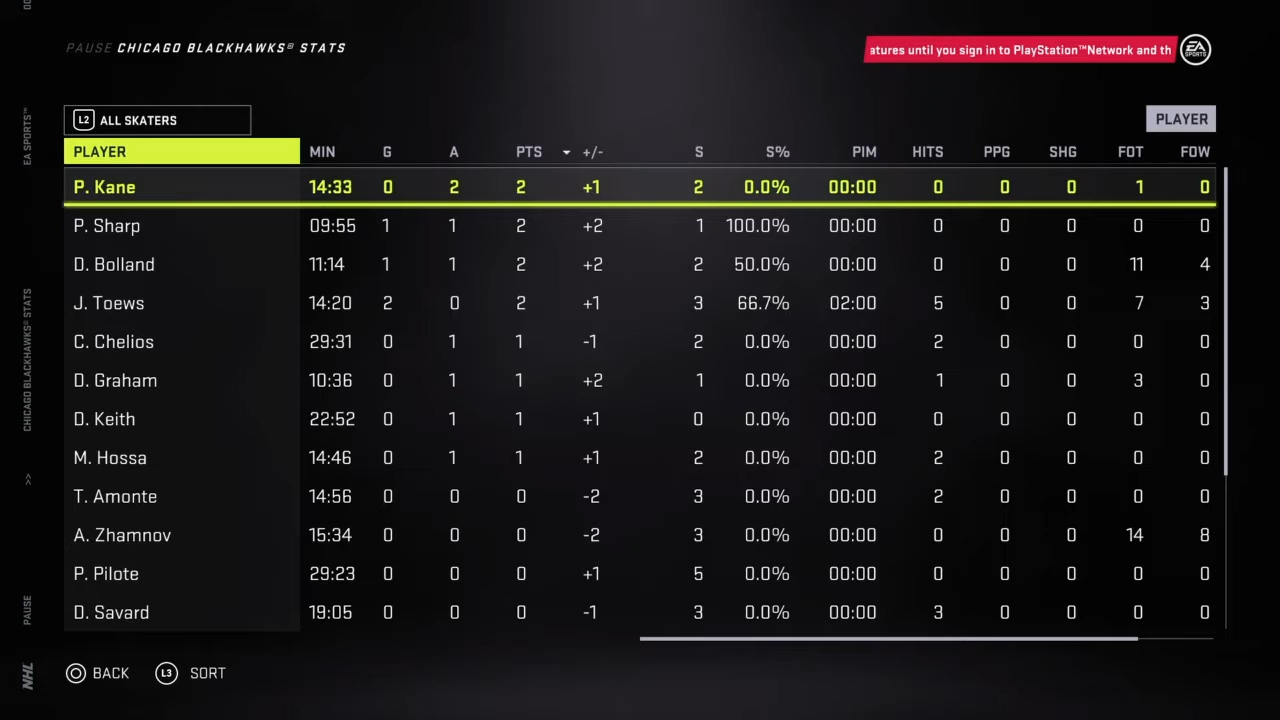 PAUSE CHICAGO BLACKHAWKS® STATS
atures until you sign in to PlayStation™Network and th
EA SPORTS
L2 ALL SKATERS
PLAYER
PLAYER MIN G A PTS +/- S S% PIM HITS PPG SHG FOT FOW
P. Kane 14:33 0 2 2 +1 2 0.0% 00:00 0 0 0 1 0
P. Sharp 09:55 1 1 2 +2 1 100.0% 00:00 0 0 0 0 0
D. Bolland 11:14 1 1 2 +2 2 50.0% 00:00 0 0 0 11 4
J. Toews 14:20 2 0 2 +1 3 66.7% 02:00 5 0 0 7 3
C. Chelios 29:31 0 1 1 -1 2 0.0% 00:00 2 0 0 0 0
D. Graham 10:36 0 1 1 +2 1 0.0% 00:00 1 0 0 3 0
D. Keith 22:52 0 1 1 +1 0 0.0% 00:00 0 0 0 0 0
M. Hossa 14:46 0 1 1 +1 2 0.0% 00:00 2 0 0 0 0
T. Amonte 14:56 0 0 0 -2 3 0.0% 00:00 2 0 0 0 0
A. Zhamnov 15:34 0 0 0 -2 3 0.0% 00:00 0 0 0 14 8
P. Pilote 29:23 0 0 0 +1 5 0.0% 00:00 0 0 0 0 0
D. Savard 19:05 0 0 0 -1 3 0.0% 00:00 3 0 0 0 0
BACK L3 SORT
NHL PAUSE >> CHICAGO BLACKHAWKS® STATS EA SPORTS™